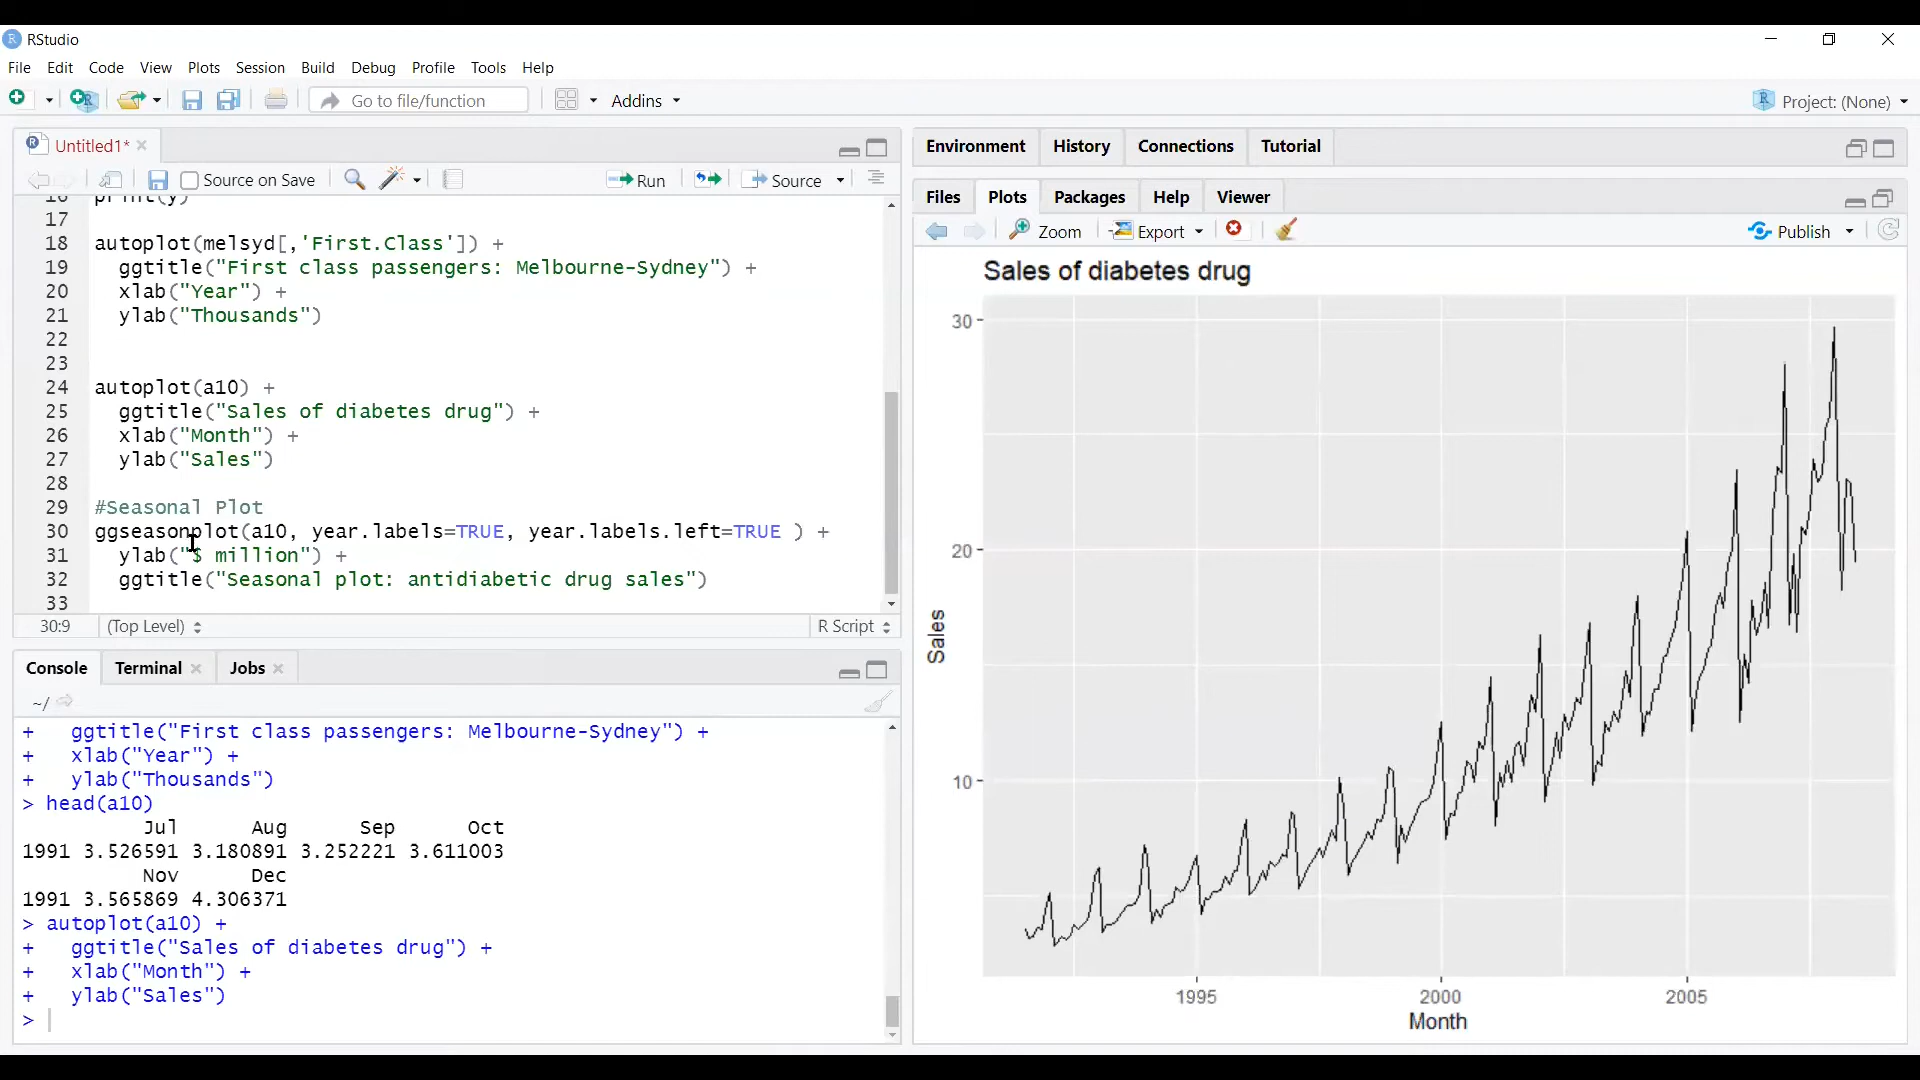 RStudio
File Edit Code View Plots Session Build Debug Profile Tools Help
Go to file/function Addins Project: (None)
Untitled1*
Source on Save Run Source
16 print(y)
17
18 autoplot(melsyd[,'First.Class']) +
19 ggtitle("First class passengers: Melbourne-Sydney") +
20 xlab("Year") +
21 ylab("Thousands")
22
23
24 autoplot(a10) +
25 ggtitle("Sales of diabetes drug") +
26 xlab("Month") +
27 ylab("Sales")
28
29 #Seasonal Plot
30 ggseasonplot(a10, year.labels=TRUE, year.labels.left=TRUE ) +
31 ylab("$ million") +
32 ggtitle("Seasonal plot: antidiabetic drug sales")
33
30:9 (Top Level) R Script
Console Terminal Jobs
~/
+ ggtitle("First class passengers: Melbourne-Sydney") +
+ xlab("Year") +
+ ylab("Thousands")
> head(a10)
Jul Aug Sep Oct
1991 3.526591 3.180891 3.252221 3.611003
Nov Dec
1991 3.565869 4.306371
> autoplot(a10) +
+ ggtitle("Sales of diabetes drug") +
+ xlab("Month") +
+ ylab("Sales")
>
Environment History Connections Tutorial
Files Plots Packages Help Viewer
Zoom Export Publish
Sales of diabetes drug
30
20
10
Sales
1995 2000 2005
Month